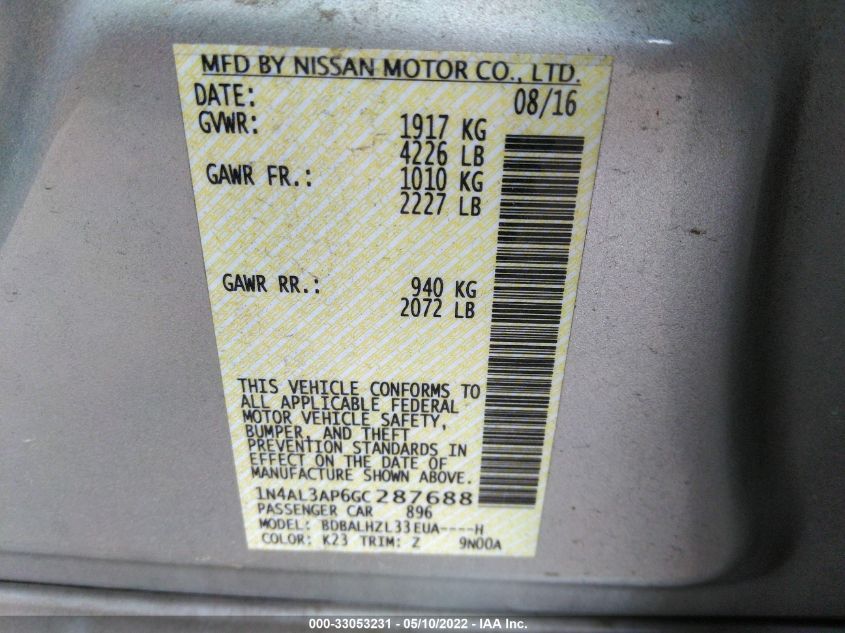 MFD BY NISSAN MOTOR CO., LTD.
DATE: 08/16
GVWR: 1917 KG
4226 LB
GAWR FR.: 1010 KG
2227 LB
GAWR RR.: 940 KG
2072 LB
THIS VEHICLE CONFORMS TO
ALL APPLICABLE FEDERAL
MOTOR VEHICLE SAFETY,
BUMPER, AND THEFT
PREVENTION STANDARDS IN
EFFECT ON THE DATE OF
MANUFACTURE SHOWN ABOVE.
1N4AL3AP6GC287688
PASSENGER CAR 896
MODEL: BDBALHZL33EUA----H
COLOR: K23 TRIM: Z 9N00A
000-33053231 - 05/10/2022 - IAA Inc.